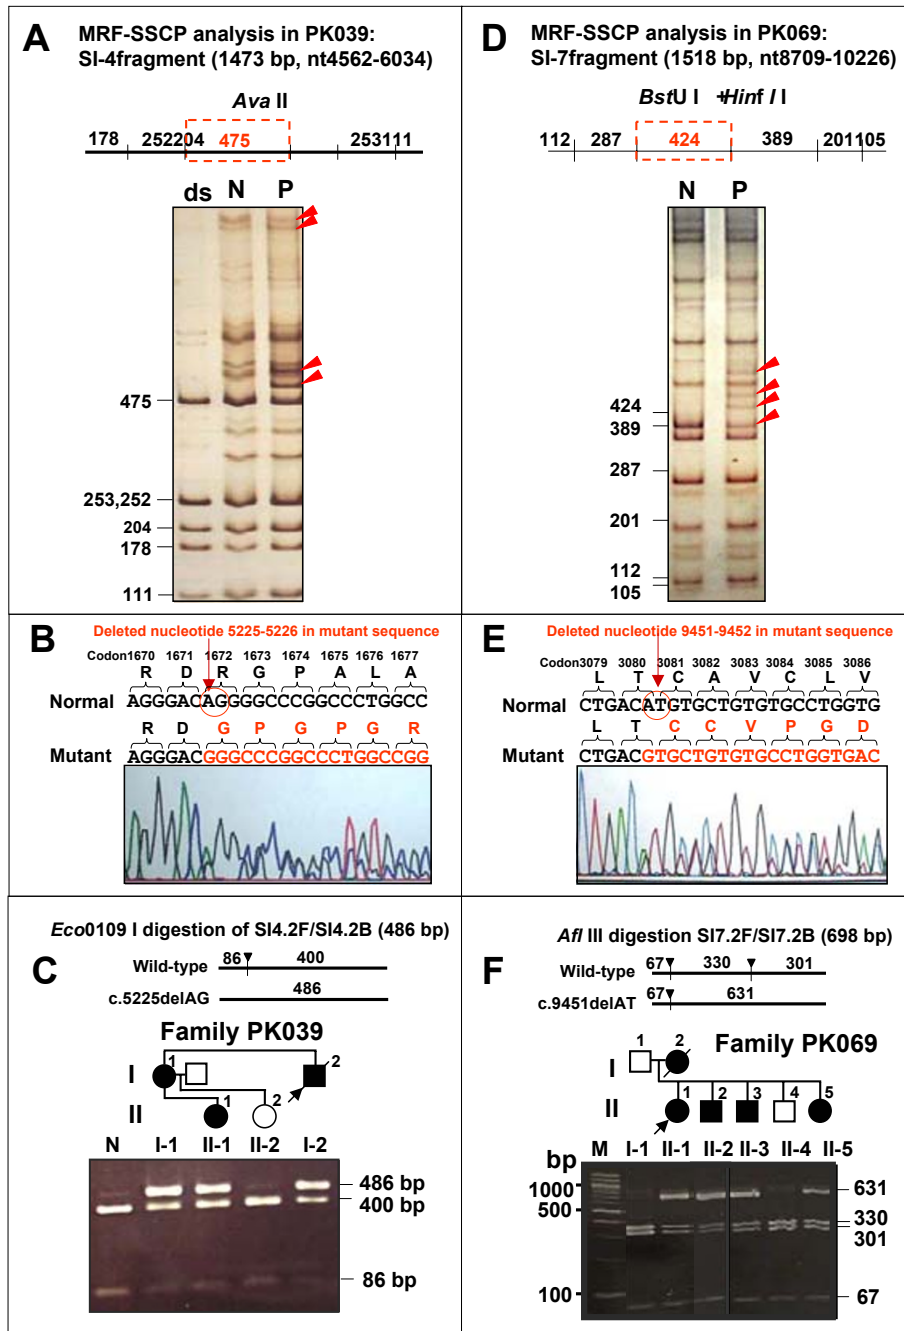 A
MRF-SSCP analysis in PK039:
SI-4fragment (1473 bp, nt4562-6034)
Ava II
178 252204 475 253111
ds N P
475
253,252
204
178
111
B
Deleted nucleotide 5225-5226 in mutant sequence
Codon1670 1671 1672 1673 1674 1675 1676 1677
R D R G P A L A
Normal AGGGACAGGGGCCCGGCCCTGGCC
R D G P G P G R
Mutant AGGGACGGGCCCGGCCCTGGCCGG
Eco0109 I digestion of SI4.2F/SI4.2B (486 bp)
C
86 400
Wild-type
486
c.5225delAG
Family PK039
I 1 2
II 1 2
N I-1 II-1 II-2 I-2
486 bp
400 bp
86 bp
D
MRF-SSCP analysis in PK069:
SI-7fragment (1518 bp, nt8709-10226)
BstU I +Hinf I I
112 287 424 389 201105
N P
424
389
287
201
112
105
E
Deleted nucleotide 9451-9452 in mutant sequence
Codon3079 3080 3081 3082 3083 3084 3085 3086
L T C A V C L V
Normal CTGACATGTGCTGTGTGCCTGGTG
L T C C V P G D
Mutant CTGACGTGCTGTGTGCCTGGTGAC
Afl III digestion SI7.2F/SI7.2B (698 bp)
F
67 330 301
Wild-type
67 631
c.9451delAT
1 2 Family PK069
I
II 1 2 3 4 5
M I-1 II-1 II-2 II-3 II-4 II-5
bp
1000
500
100
631
330
301
67